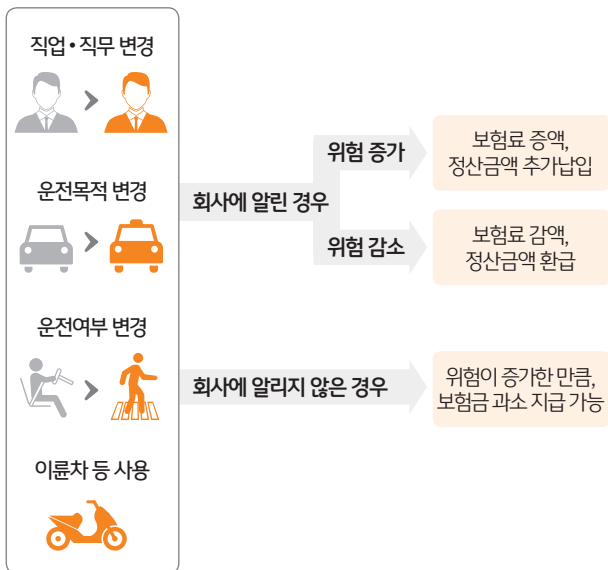 직업•직무 변경
운전목적 변경
운전여부 변경
이륜차 등 사용
회사에 알린 경우
위험 증가
보험료 증액,
정산금액 추가납입
위험 감소
보험료 감액,
정산금액 환급
회사에 알리지 않은 경우
위험이 증가한 만큼,
보험금 과소 지급 가능